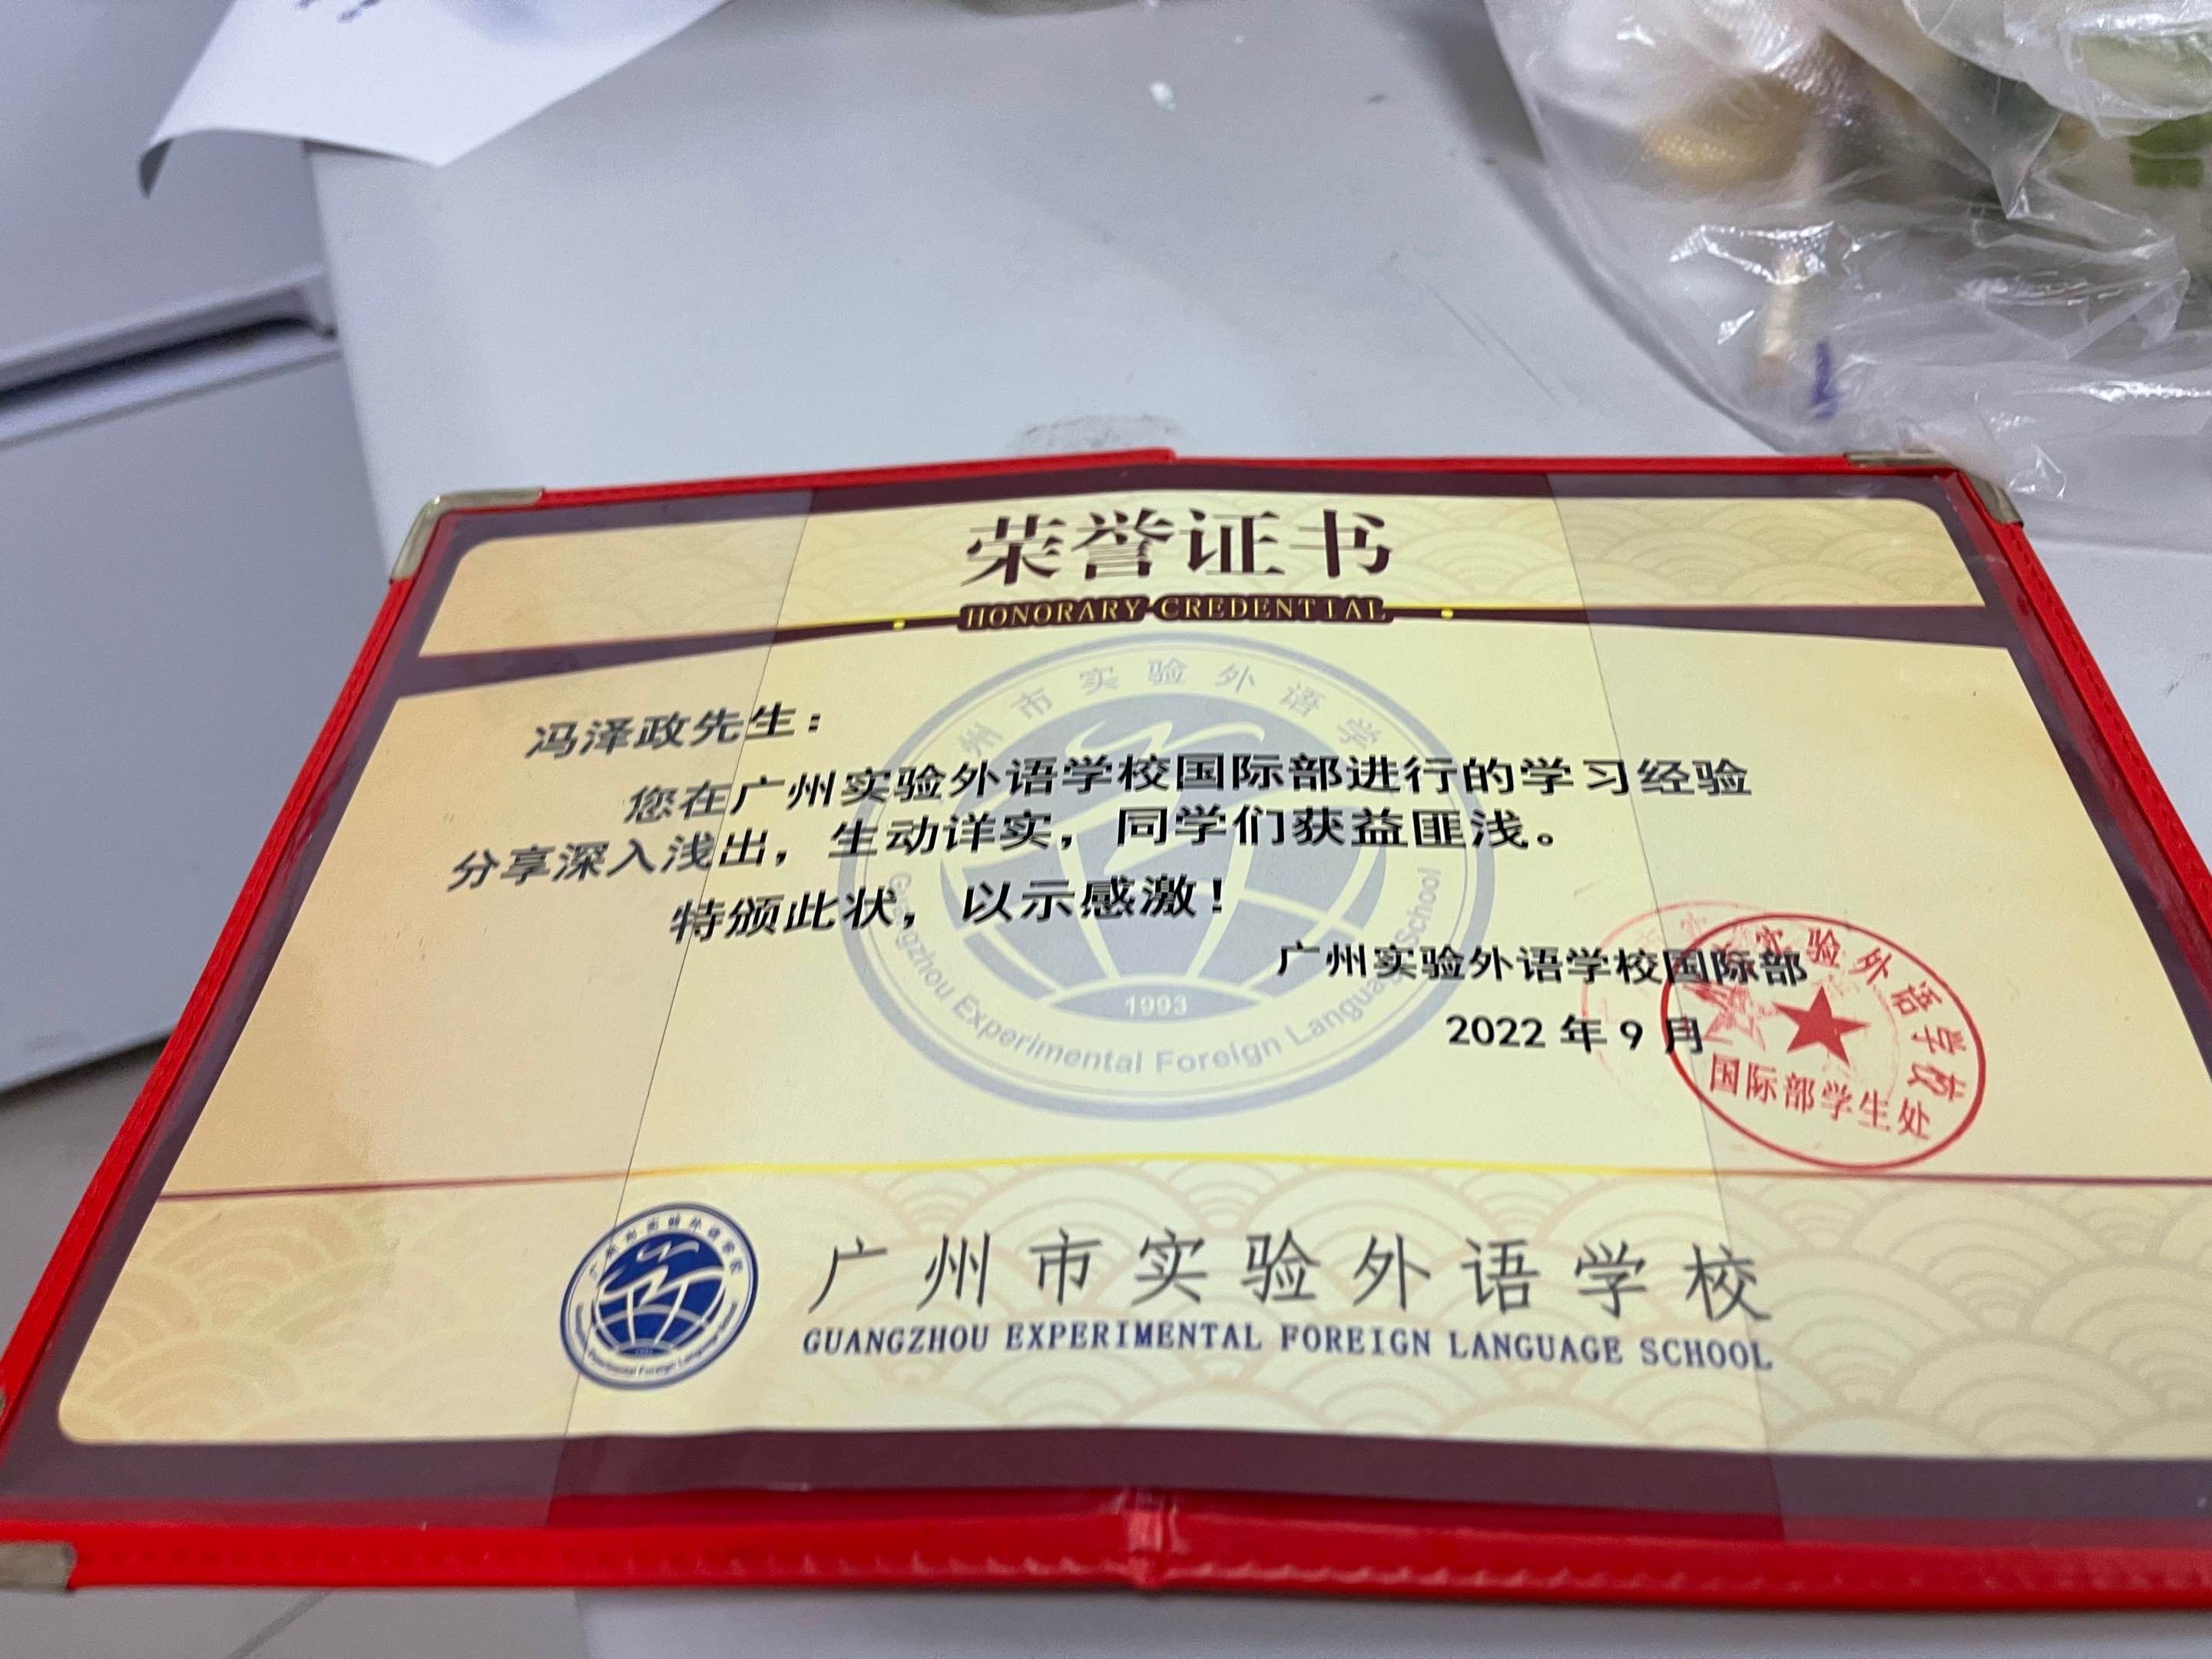 荣誉证书
HONORARY CREDENTIAL
冯泽政先生：
您在广州实验外语学校国际部进行的学习经验
分享深入浅出，生动详实，同学们获益匪浅。
特颁此状，以示感激！
广州实验外语学校国际部
2022 年 9 月
实验外语学校
国际部学生处
州市实验外语学
1993
Guangzhou Experimental Foreign Language School
广州市实验外语学校
GUANGZHOU EXPERIMENTAL FOREIGN LANGUAGE SCHOOL